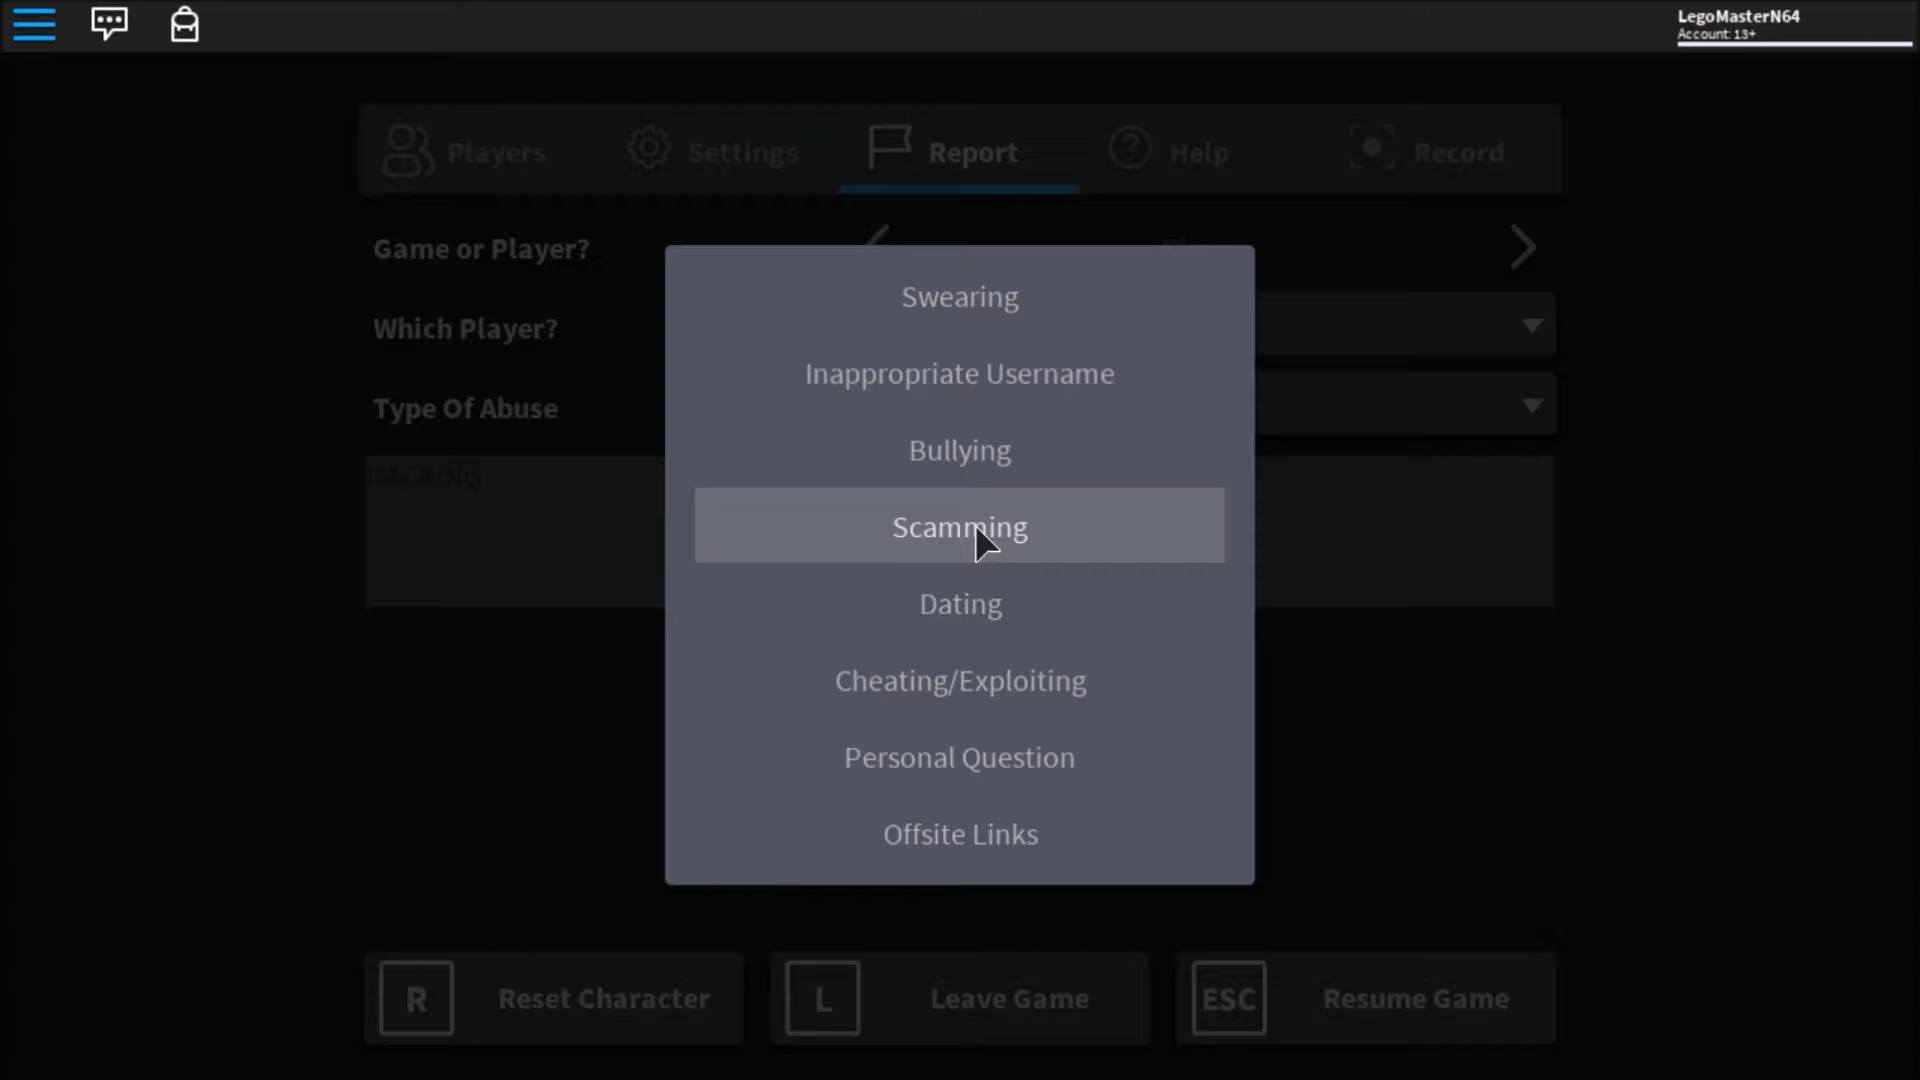 LegoMasterN64
Account: 13+
Players
Settings
Report
Help
Record
Game or Player?
Which Player?
Type Of Abuse
Swearing
Inappropriate Username
Bullying
Scamming
Dating
Cheating/Exploiting
Personal Question
Offsite Links
R
Reset Character
L
Leave Game
ESC
Resume Game